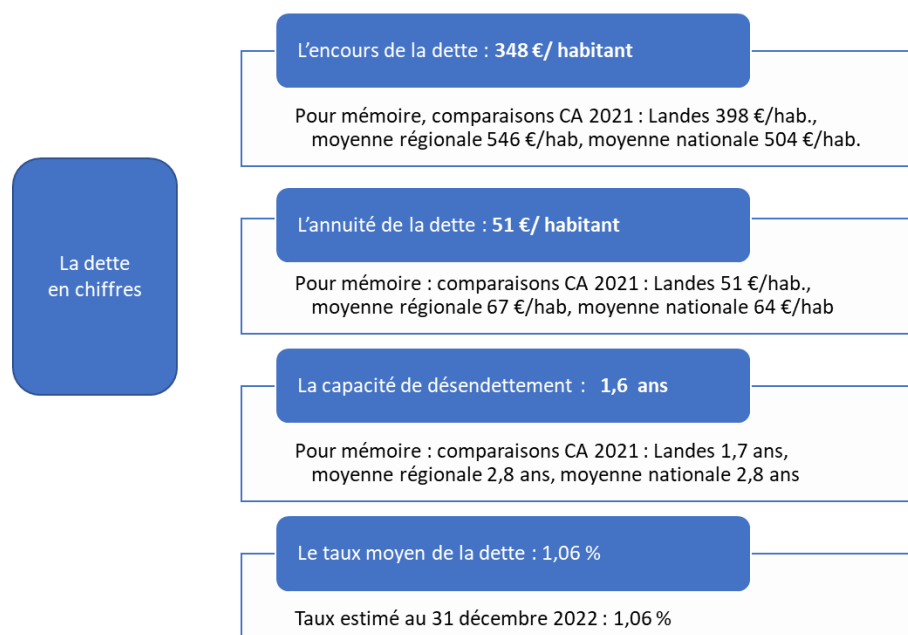 La dette
en chiffres
L'encours de la dette : 348 €/ habitant
Pour mémoire, comparaisons CA 2021 : Landes 398 €/hab.,
moyenne régionale 546 €/hab, moyenne nationale 504 €/hab.
L'annuité de la dette : 51 €/ habitant
Pour mémoire : comparaisons CA 2021 : Landes 51 €/hab.,
moyenne régionale 67 €/hab, moyenne nationale 64 €/hab
La capacité de désendettement : 1,6 ans
Pour mémoire : comparaisons CA 2021 : Landes 1,7 ans,
moyenne régionale 2,8 ans, moyenne nationale 2,8 ans
Le taux moyen de la dette : 1,06 %
Taux estimé au 31 décembre 2022 : 1,06 %